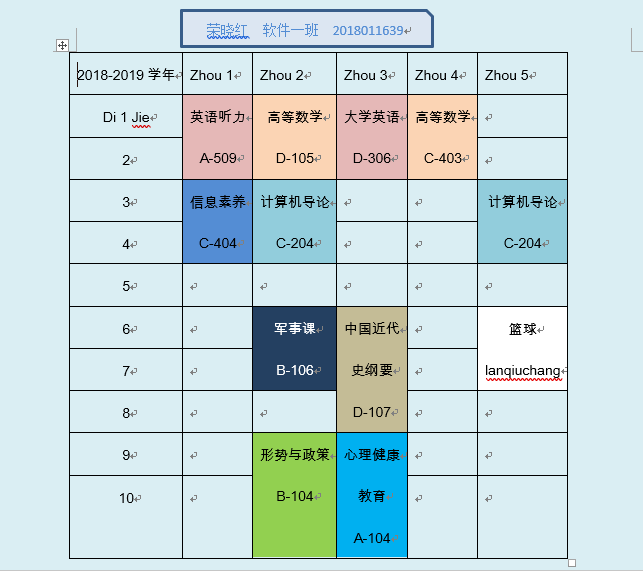 荣晓红 软件一班 2018011639
2018-2019 学年 Zhou 1 Zhou 2 Zhou 3 Zhou 4 Zhou 5
Di 1 Jie 英语听力 高等数学 大学英语 高等数学
2 A-509 D-105 D-306 C-403
3 信息素养 计算机导论 计算机导论
4 C-404 C-204 C-204
5
6 军事课 中国近代 篮球
7 B-106 史纲要 lanqiuchang
8 D-107
9 形势与政策 心理健康
10 B-104 教育
A-104